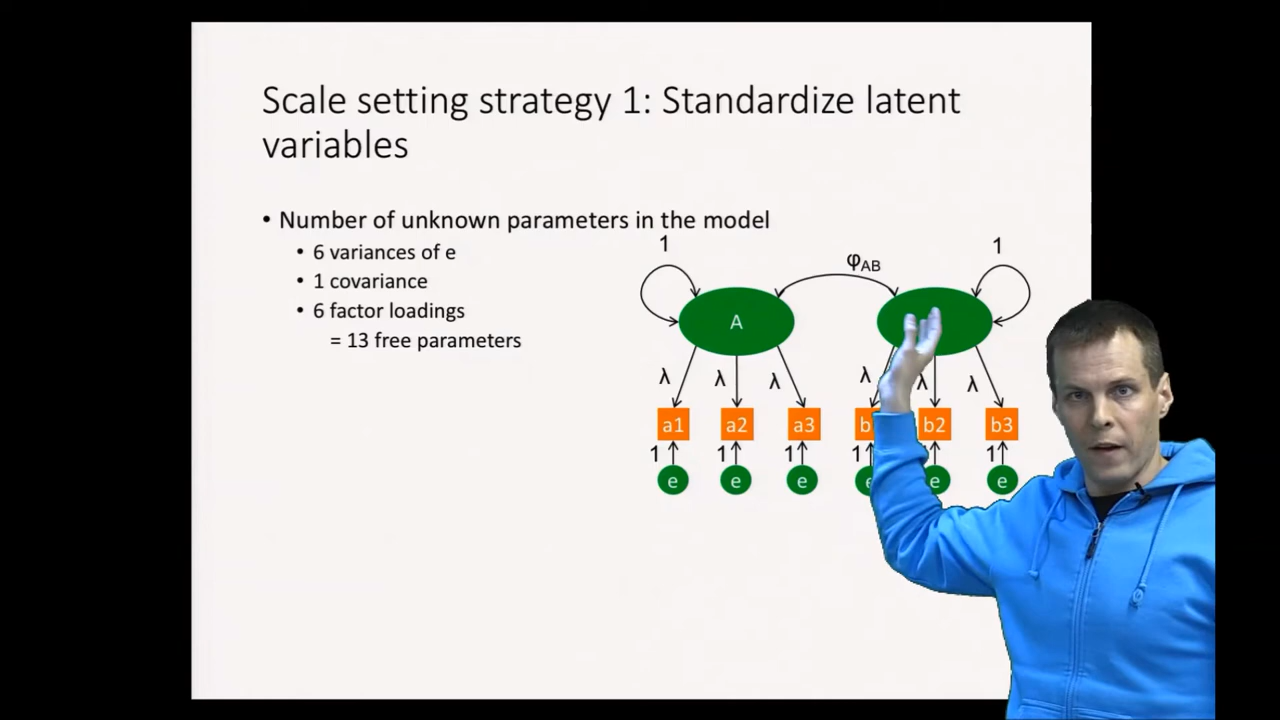 Scale setting strategy 1: Standardize latent
variables
• Number of unknown parameters in the model
• 6 variances of e
• 1 covariance
• 6 factor loadings
= 13 free parameters
1
1
φAB
A
λ
λ
λ
λ
λ
λ
a1
a2
a3
b
b2
b3
1
1
1
1
1
e
e
e
e
e
e